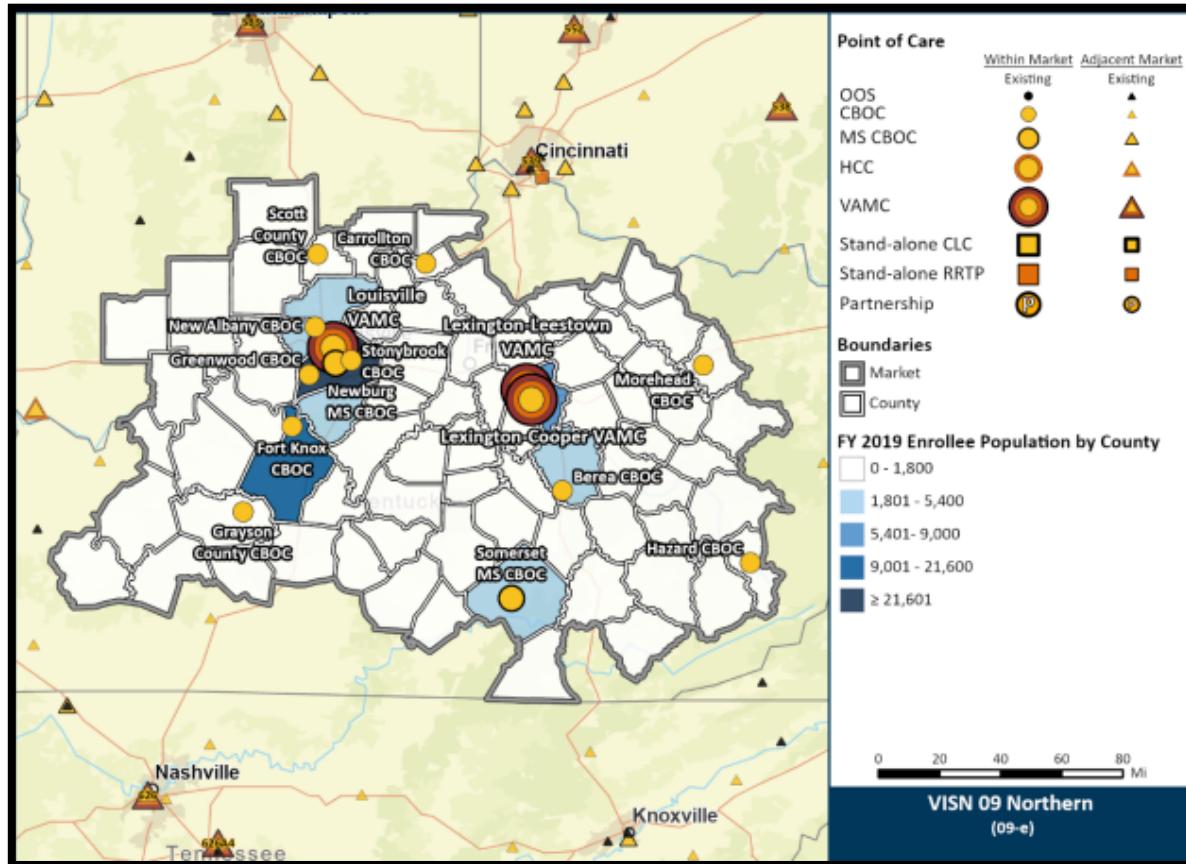 Cincinnati
Scott
County
CBOC
Carrollton
CBOC
Louisville
VAMC
New Albany CBOC
Greenwood CBOC
Stonybrook
CBOC
Newburg
MS CBOC
Lexington-Leestown
VAMC
Morehead
CBOC
Lexington-Cooper VAMC
Fort Knox
CBOC
Berea CBOC
Grayson
County CBOC
Somerset
MS CBOC
Hazard CBOC
Nashville
Knoxville
Tennessee
626
Point of Care
Within Market Adjacent Market
Existing Existing
OOS
CBOC
MS CBOC
HCC
VAMC
Stand-alone CLC
Stand-alone RRTP
Partnership
P
Boundaries
Market
County
FY 2019 Enrollee Population by County
0 - 1,800
1,801 - 5,400
5,401- 9,000
9,001 - 21,600
≥ 21,601
0 20 40 60 80
Mi
VISN 09 Northern
(09-e)